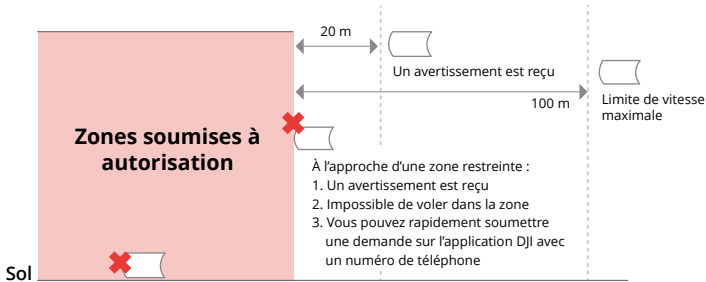 20 m
Un avertissement est reçu
100 m
Limite de vitesse
maximale
Zones soumises à
autorisation
À l’approche d’une zone restreinte :
1. Un avertissement est reçu
2. Impossible de voler dans la zone
3. Vous pouvez rapidement soumettre
une demande sur l’application DJI avec
un numéro de téléphone
Sol